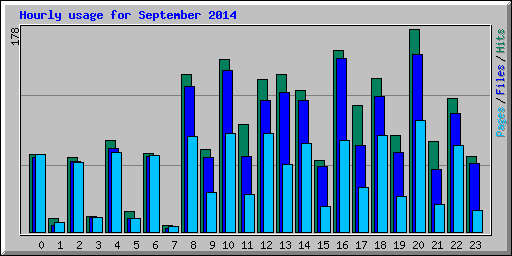 Hourly usage for September 2014
178
Pages/Files/Hits
0 1 2 3 4 5 6 7 8 9 10 11 12 13 14 15 16 17 18 19 20 21 22 23